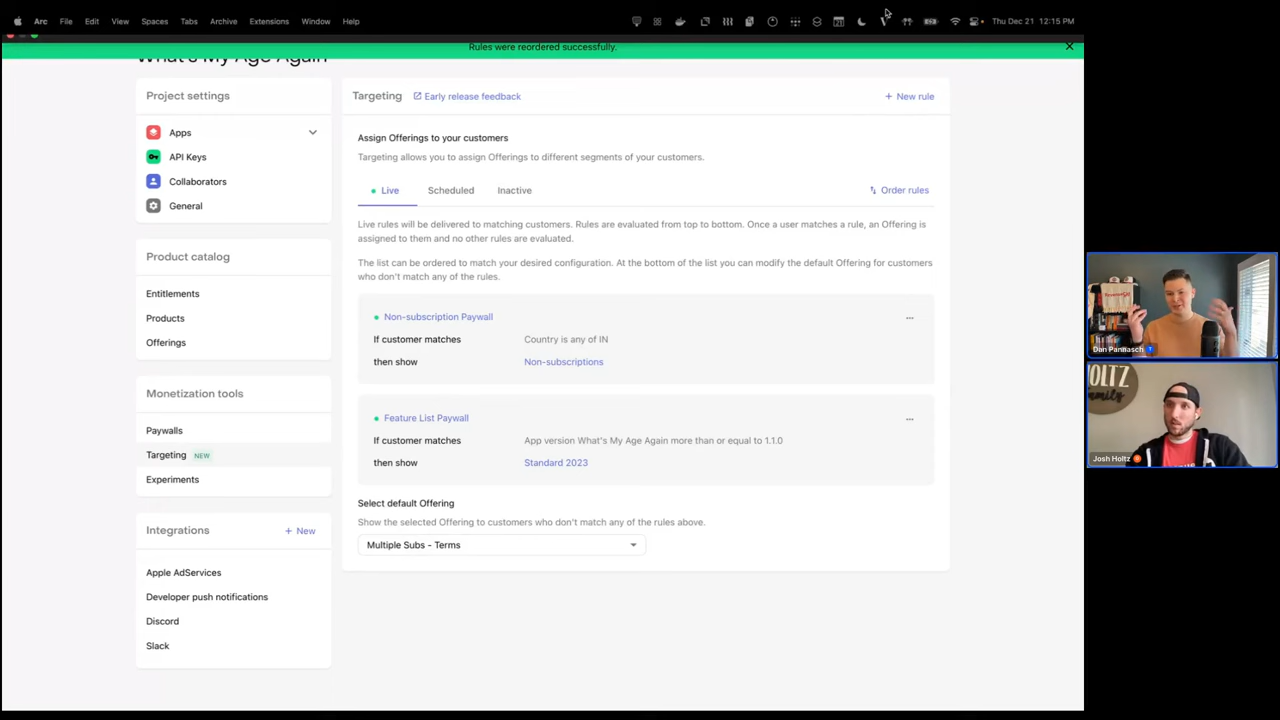 Arc File Edit View Spaces Tabs Archive Extensions Window Help Thu Dec 21 12:15 PM
Rules were reordered successfully.
What's My Age Again
Project settings
Apps
API Keys
Collaborators
General
Product catalog
Entitlements
Products
Offerings
Monetization tools
Paywalls
Targeting NEW
Experiments
Integrations + New
Apple AdServices
Developer push notifications
Discord
Slack
Targeting Early release feedback + New rule
Assign Offerings to your customers
Targeting allows you to assign Offerings to different segments of your customers.
Live Scheduled Inactive Order rules
Live rules will be delivered to matching customers. Rules are evaluated from top to bottom. Once a user matches a rule, an Offering is
assigned to them and no other rules are evaluated.
The list can be ordered to match your desired configuration. At the bottom of the list you can modify the default Offering for customers
who don't match any of the rules.
Non-subscription Paywall
If customer matches Country is any of IN
then show Non-subscriptions
Feature List Paywall
If customer matches App version What's My Age Again more than or equal to 1.1.0
then show Standard 2023
Select default Offering
Show the selected Offering to customers who don't match any of the rules above.
Multiple Subs - Terms
Dan Pannasch
HOLTZ
family
Josh Holtz